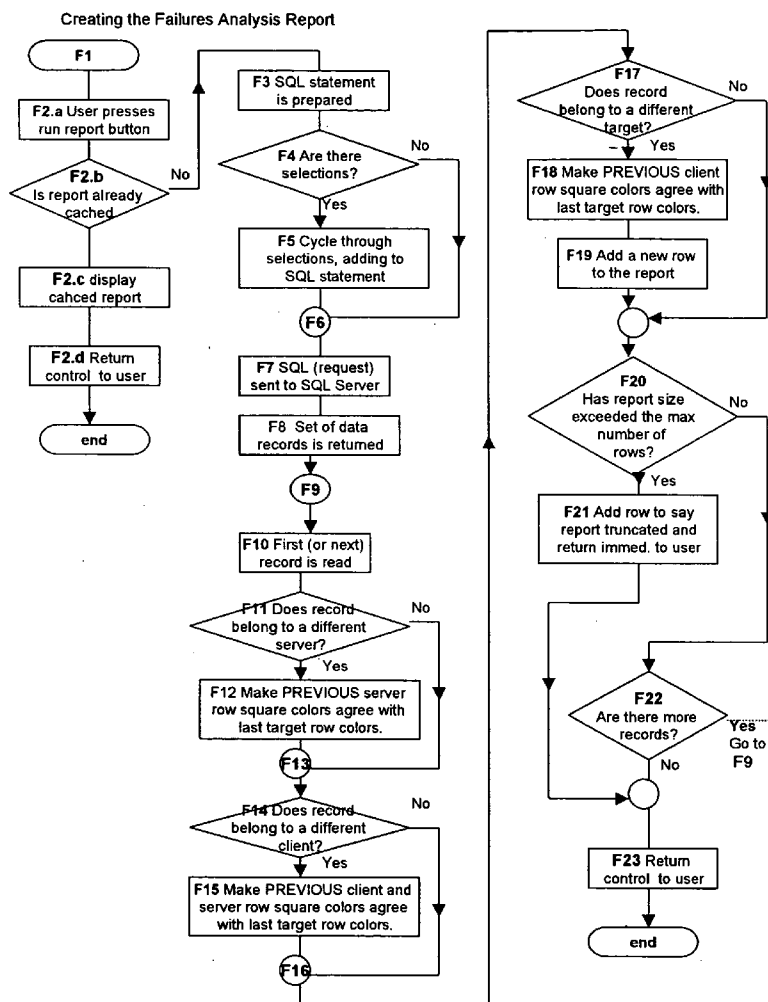 Creating the Failures Analysis Report
F1
F2.a User presses
run report button
F2.b
Is report already
cached
No
F2.c display
cahced report
F2.d Return
control to user
end
F3 SQL statement
is prepared
F4 Are there
selections?
No
Yes
F5 Cycle through
selections, adding to
SQL statement
F6
F7 SQL (request)
sent to SQL Server
F8 Set of data
records is returned
F9
F10 First (or next)
record is read
F11 Does record
belong to a different
server?
No
Yes
F12 Make PREVIOUS server
row square colors agree with
last target row colors.
F13
F14 Does record
belong to a different
client?
No
Yes
F15 Make PREVIOUS client and
server row square colors agree
with last target row colors.
F16
F17
Does record
belong to a different
target?
No
Yes
F18 Make PREVIOUS client
row square colors agree with
last target row colors.
F19 Add a new row
to the report
F20
Has report size
exceeded the max
number of
rows?
No
Yes
F21 Add row to say
report truncated and
return immed. to user
F22
Are there more
records?
Yes
Go to
F9
No
F23 Return
control to user
end